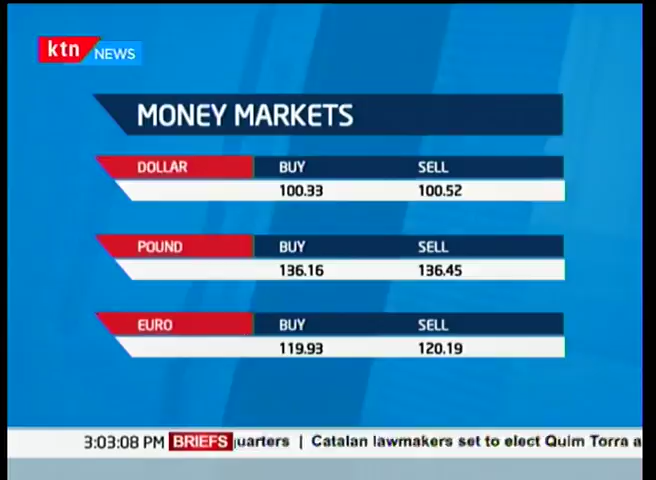 ktn NEWS
MONEY MARKETS
DOLLAR BUY SELL
100.33 100.52
POUND BUY SELL
136.16 136.45
EURO BUY SELL
119.93 120.19
3:03:08 PM BRIEFS uarters | Catalan lawmakers set to elect Quim Torra a